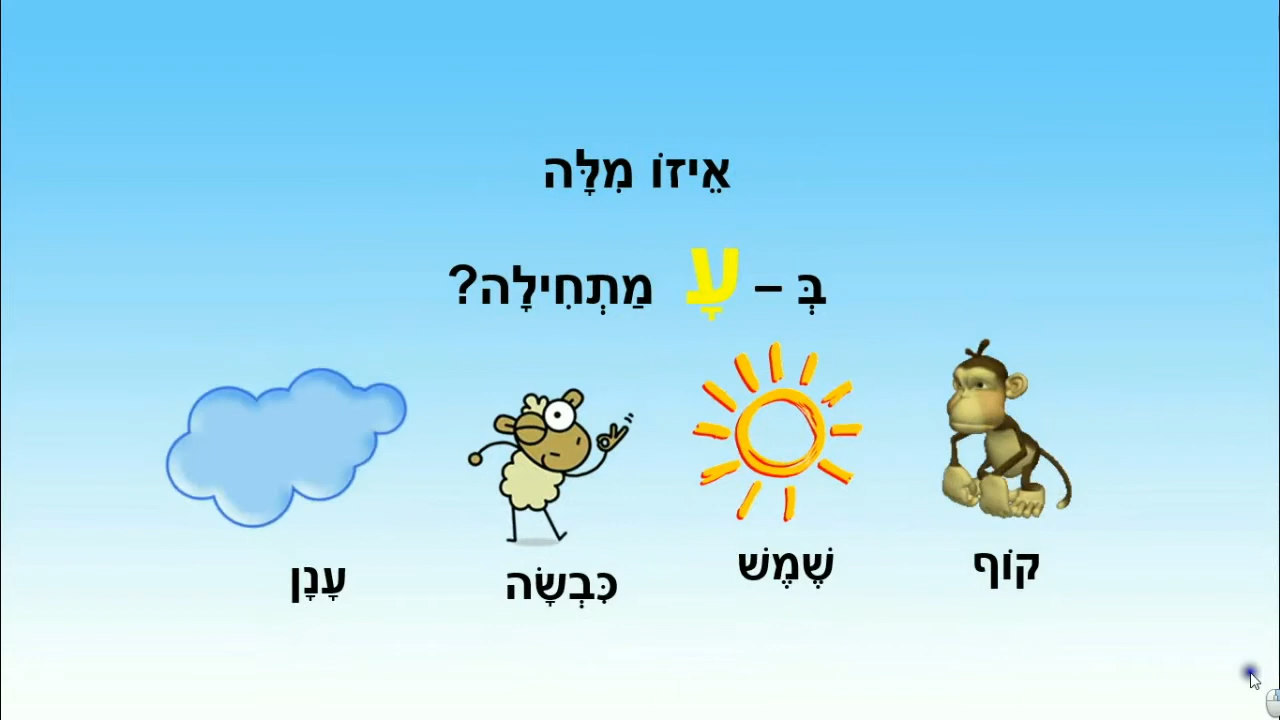 אֵיזוֹ מִלָּה
בְּ – עָ מַתְחִילָה?
קוֹף שֶׁמֶשׁ כִּבְשָׂה עָנָן